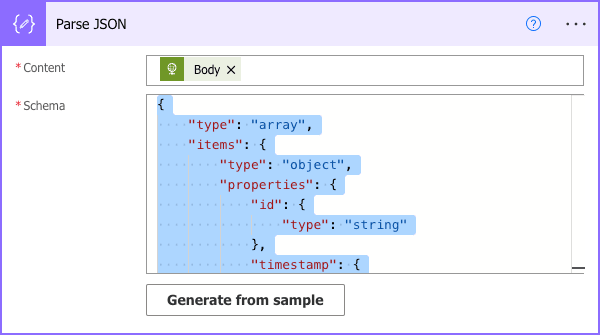 Parse JSON
* Content
Body
* Schema
{
"type": "array",
"items": {
"type": "object",
"properties": {
"id": {
"type": "string"
},
"timestamp": {
Generate from sample